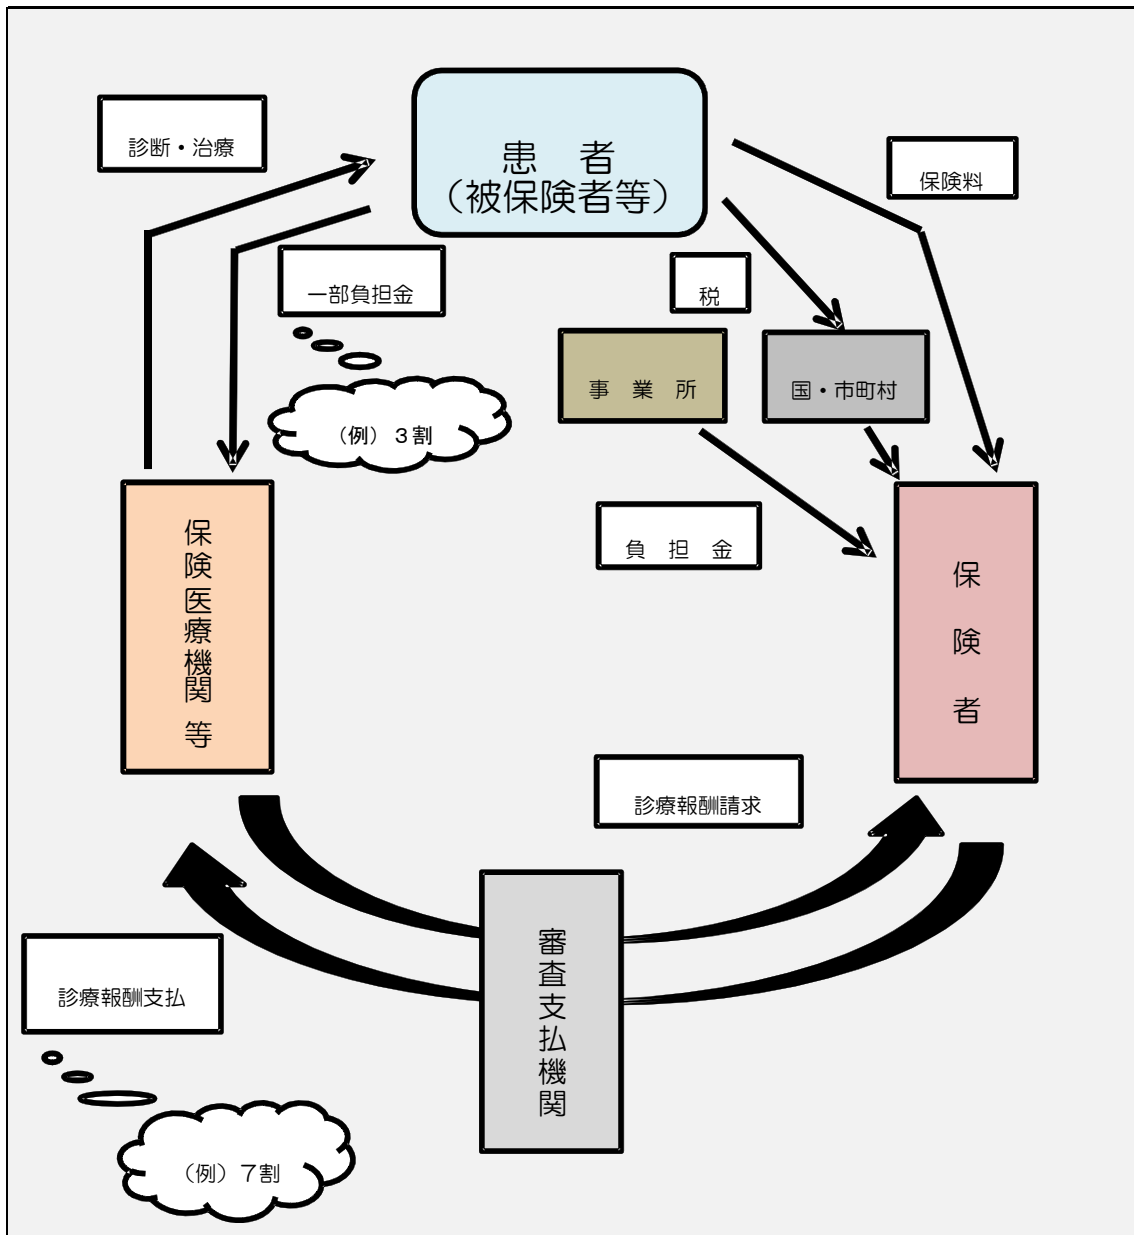 患　者
（被保険者等）
診断・治療
保険料
一部負担金
税
（例）３割
事　業　所
国・市町村
負　担　金
保険医療機関等
保険者
診療報酬請求
審査支払機関
診療報酬支払
（例）７割